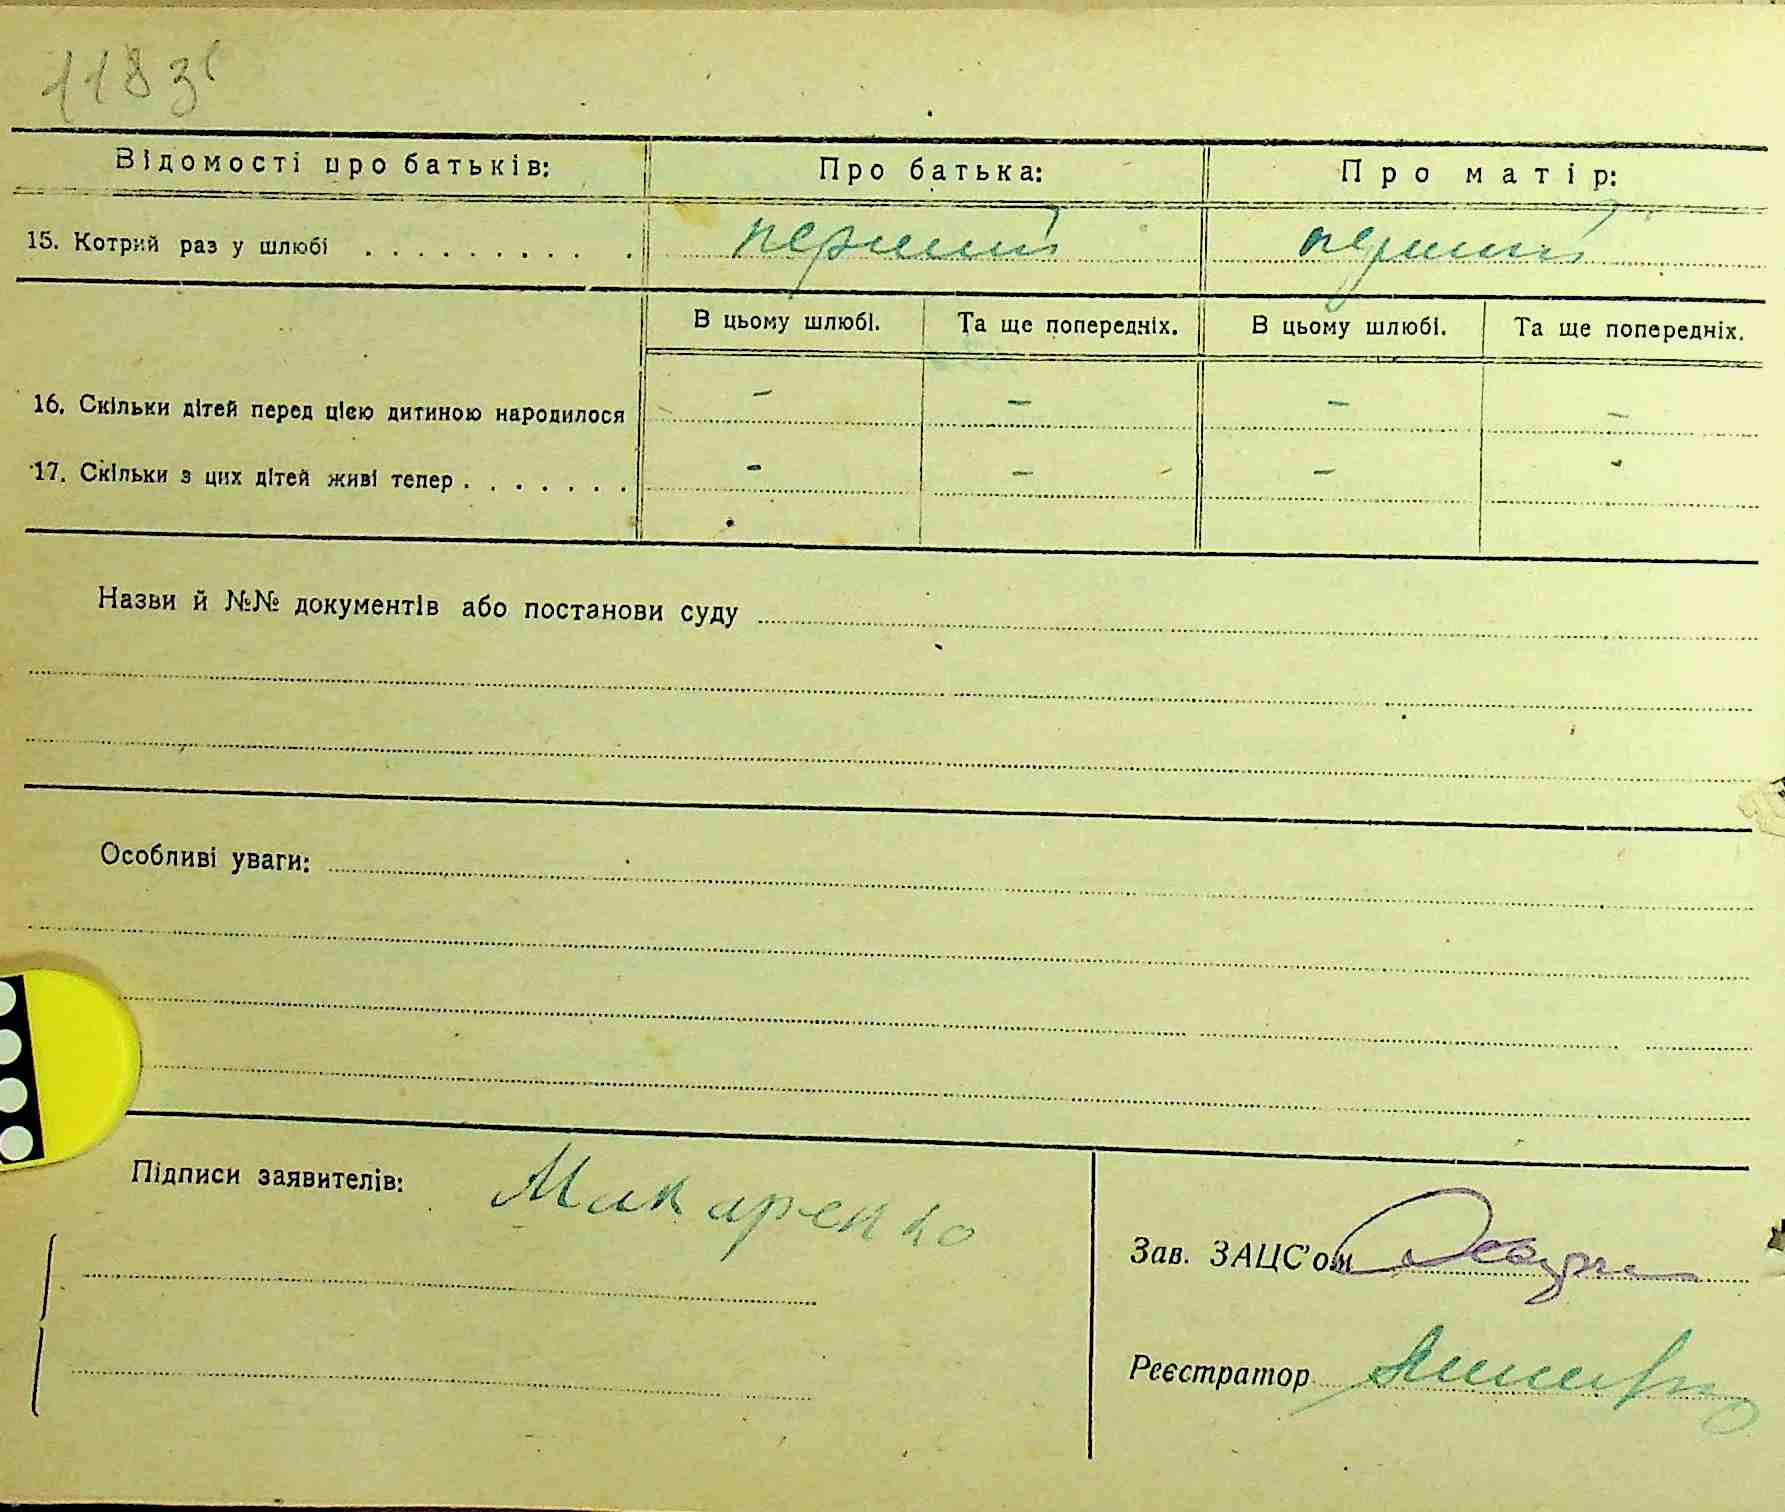 118 зв
Відомості про батьків: Про батька: Про матір:
15. Котрий раз у шлюбі . . . . . . . . . . перший перший
В цьому шлюбі. Та ще попередніх. В цьому шлюбі. Та ще попередніх.
16. Скільки дітей перед цією дитиною народилося – – – –
17. Скільки з цих дітей живі тепер . . . . . . . – – – -
Назви й №№ документів або постанови суду
Особливі уваги:
Підписи заявителів: Макаренко
Зав. ЗАЦС'ом
Реєстратор